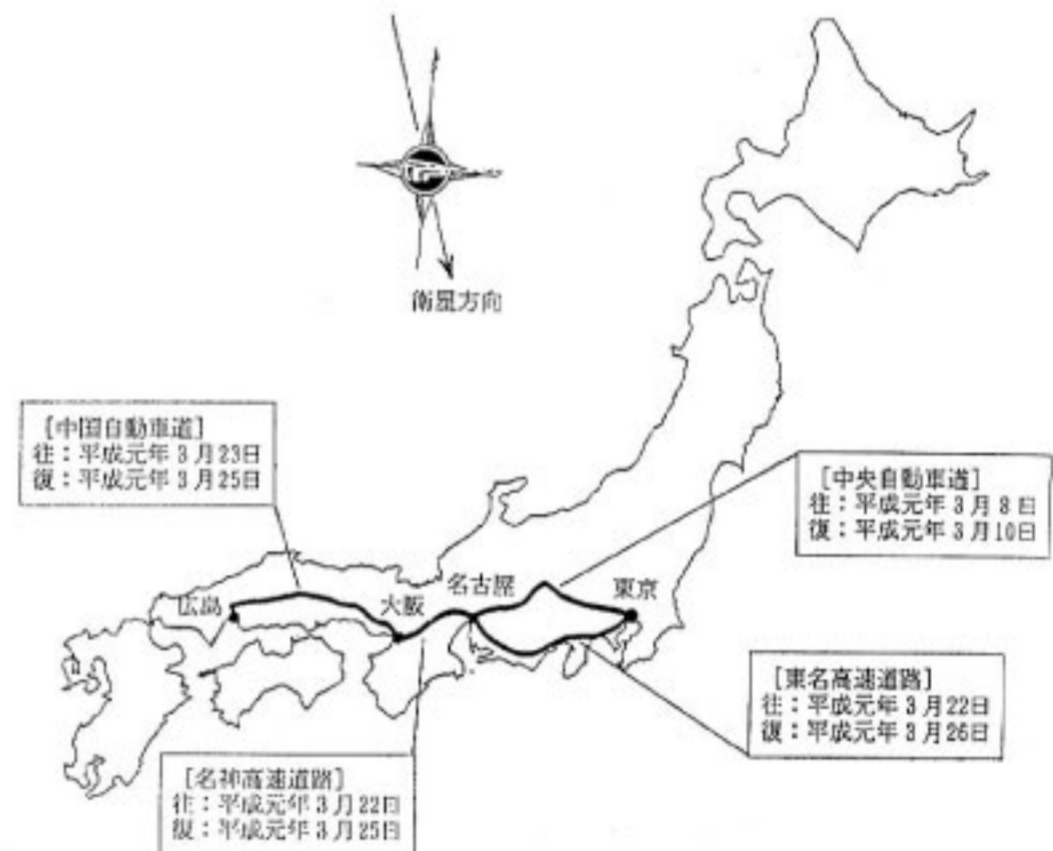 衛星方向
[中国自動車道]
往：平成元年3月23日
復：平成元年3月25日
[中央自動車道]
往：平成元年3月8日
復：平成元年3月10日
名古屋
広島
大阪
東京
[東名高速道路]
往：平成元年3月22日
復：平成元年3月26日
[名神高速道路]
往：平成元年3月22日
復：平成元年3月25日